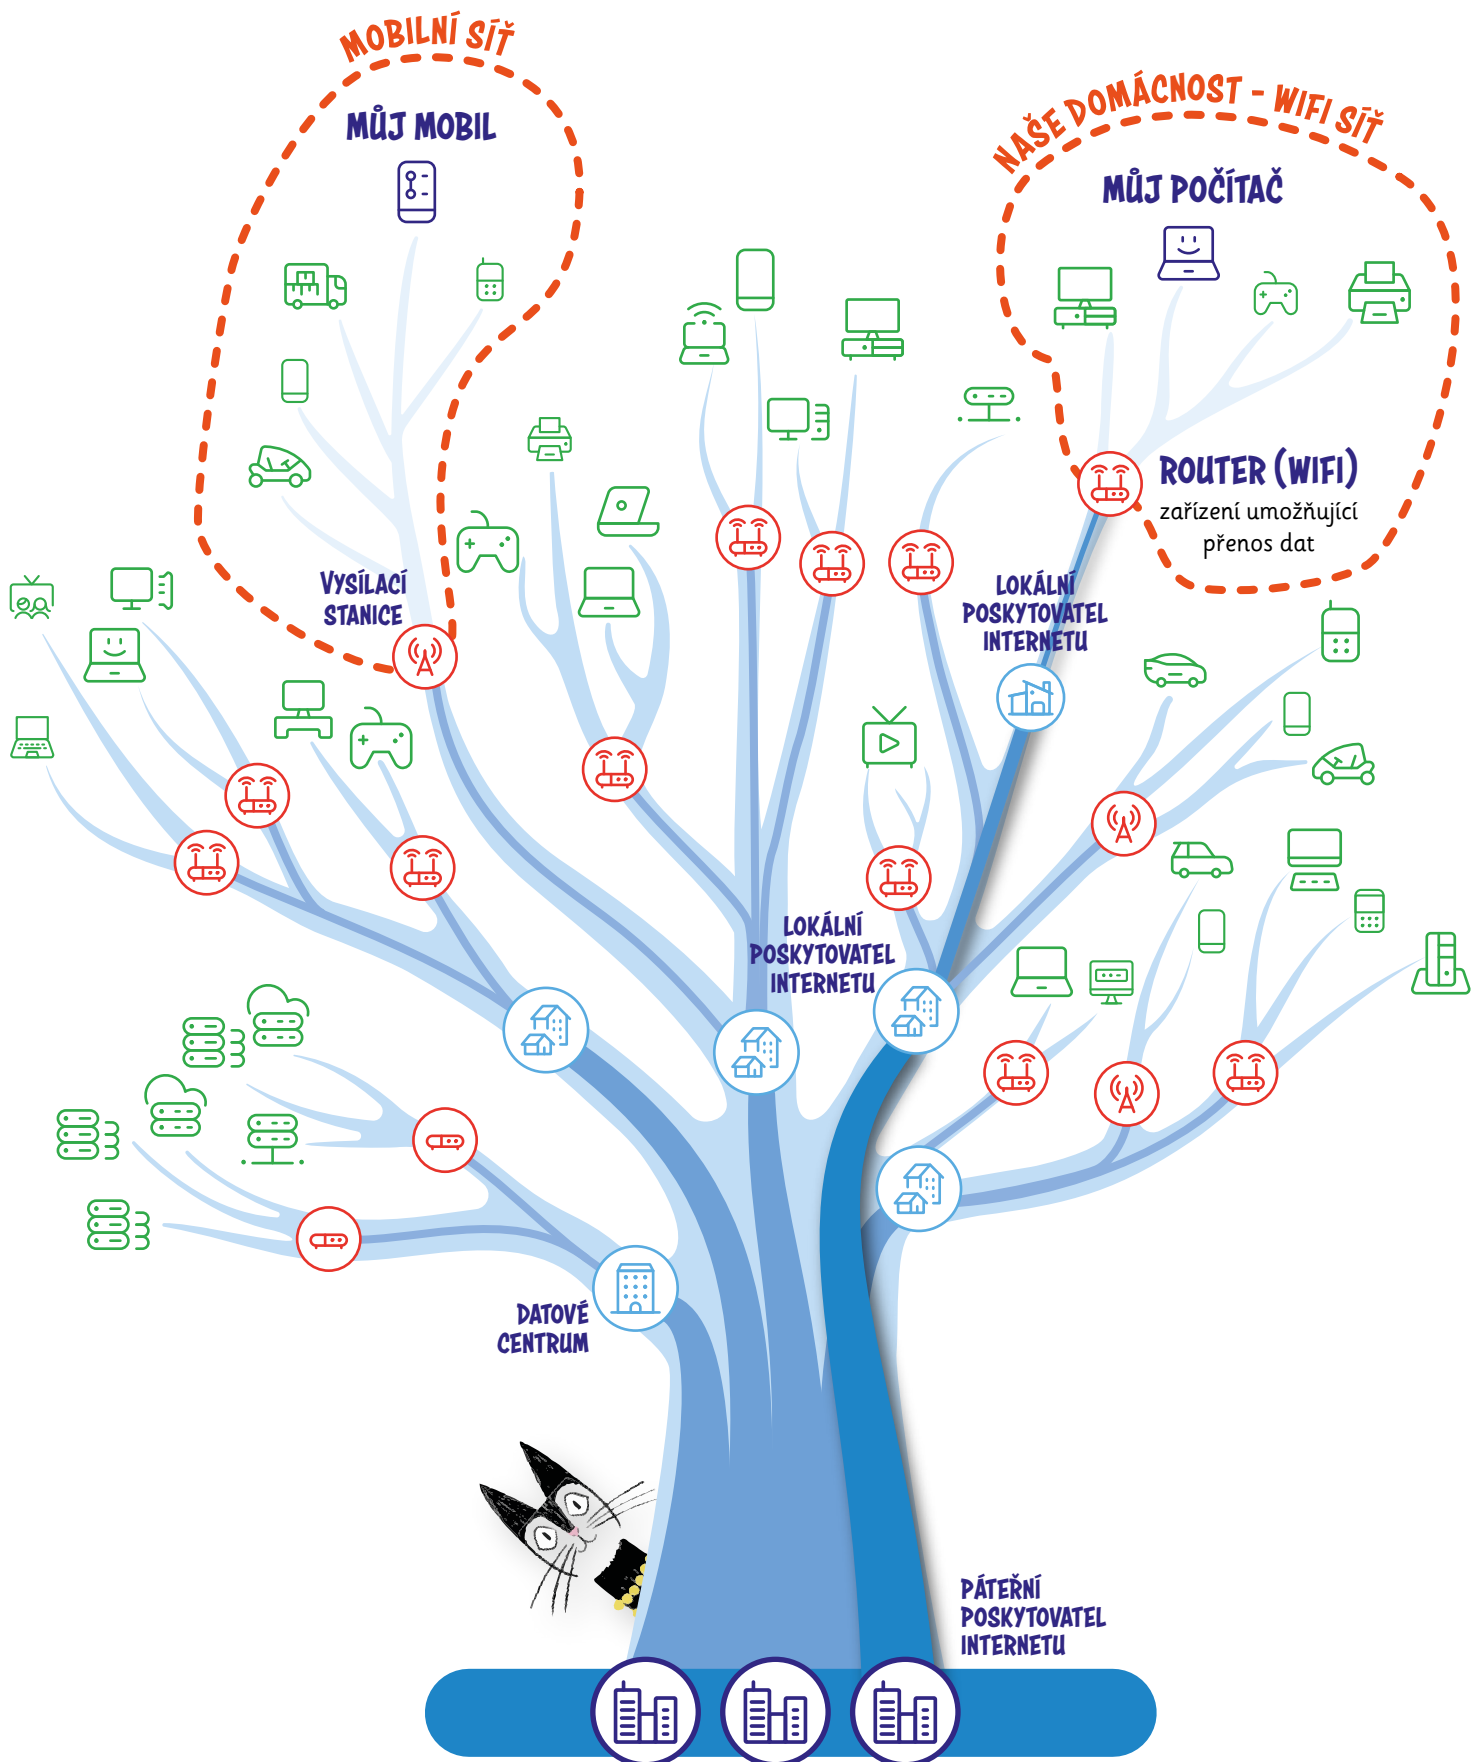 MOBILNÍ SÍŤ
MŮJ MOBIL
NAŠE DOMÁCNOST - WIFI SÍŤ
MŮJ POČÍTAČ
ROUTER (WIFI)
zařízení umožňující
přenos dat
VYSÍLACÍ
STANICE
LOKÁLNÍ
POSKYTOVATEL
INTERNETU
LOKÁLNÍ
POSKYTOVATEL
INTERNETU
DATOVÉ
CENTRUM
PÁTEŘNÍ
POSKYTOVATEL
INTERNETU